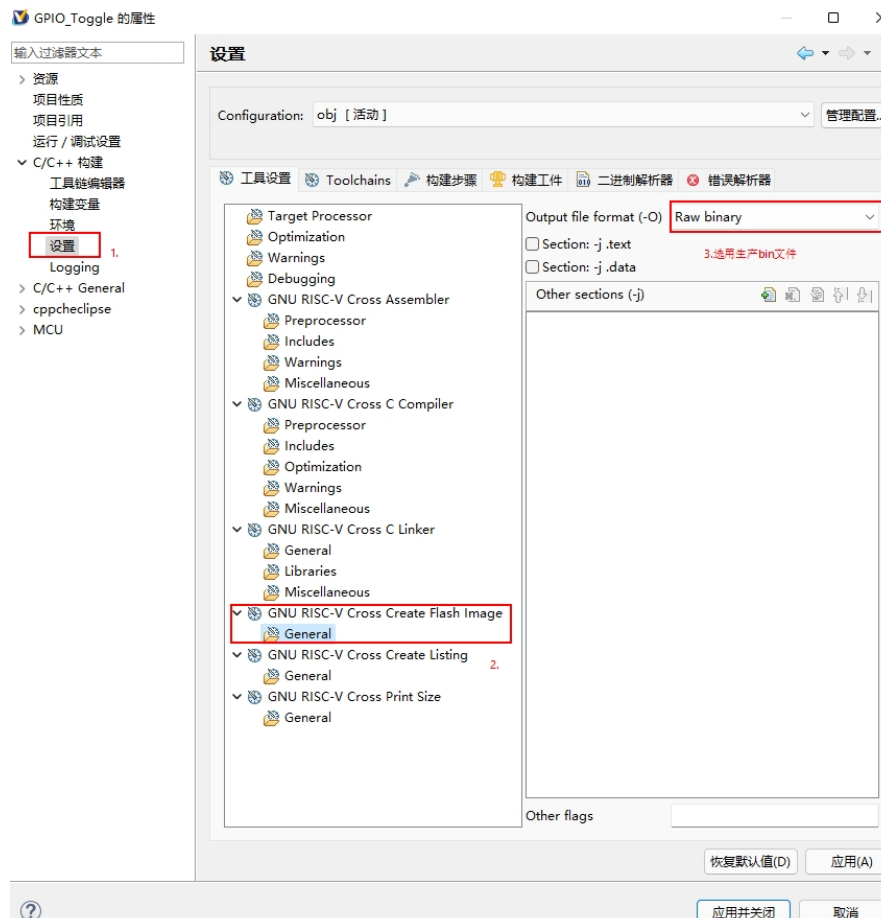 GPIO_Toggle 的属性
输入过滤器文本
资源
项目性质
项目引用
运行 / 调试设置
C/C++ 构建
工具链编辑器
构建变量
环境
设置
1.
Logging
C/C++ General
cppcheclipse
MCU
设置
Configuration:
obj [ 活动 ]
管理配置..
工具设置
Toolchains
构建步骤
构建工件
二进制解析器
错误解析器
Target Processor
Optimization
Warnings
Debugging
GNU RISC-V Cross Assembler
Preprocessor
Includes
Warnings
Miscellaneous
GNU RISC-V Cross C Compiler
Preprocessor
Includes
Optimization
Warnings
Miscellaneous
GNU RISC-V Cross C Linker
General
Libraries
Miscellaneous
GNU RISC-V Cross Create Flash Image
General
GNU RISC-V Cross Create Listing
2.
General
GNU RISC-V Cross Print Size
General
Output file format (-O)
Raw binary
Section: -j .text
3.选用生产bin文件
Section: -j .data
Other sections (-j)
Other flags
恢复默认值(D)
应用(A)
应用并关闭
取消